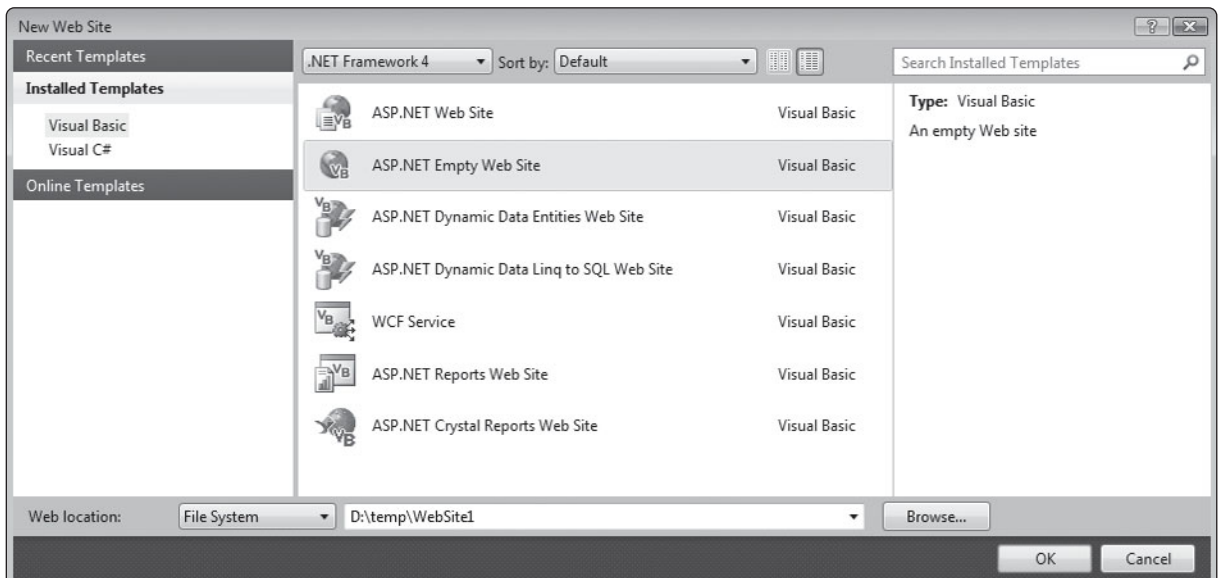 New Web Site
Recent Templates
Installed Templates
Visual Basic
Visual C#
Online Templates
.NET Framework 4
Sort by: Default
Search Installed Templates
ASP.NET Web Site Visual Basic
ASP.NET Empty Web Site Visual Basic
ASP.NET Dynamic Data Entities Web Site Visual Basic
ASP.NET Dynamic Data Linq to SQL Web Site Visual Basic
WCF Service Visual Basic
ASP.NET Reports Web Site Visual Basic
ASP.NET Crystal Reports Web Site Visual Basic
Type: Visual Basic
An empty Web site
Web location: File System D:\temp\WebSite1 Browse...
OK Cancel